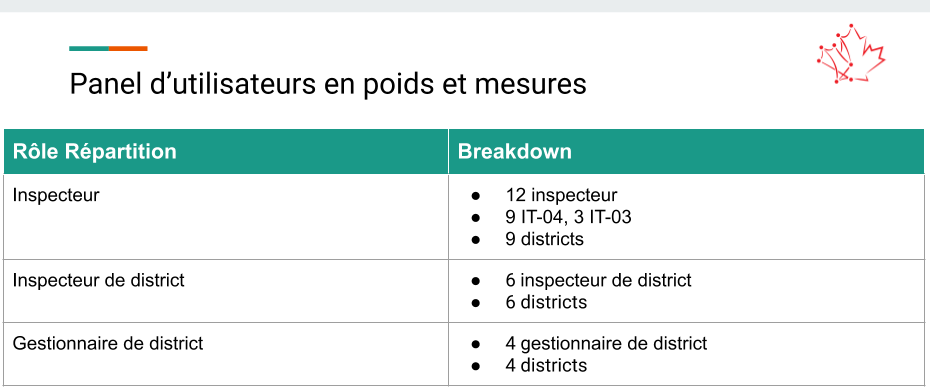 Panel d’utilisateurs en poids et mesures
Rôle Répartition
Breakdown
Inspecteur
● 12 inspecteur
● 9 IT-04, 3 IT-03
● 9 districts
Inspecteur de district
● 6 inspecteur de district
● 6 districts
Gestionnaire de district
● 4 gestionnaire de district
● 4 districts